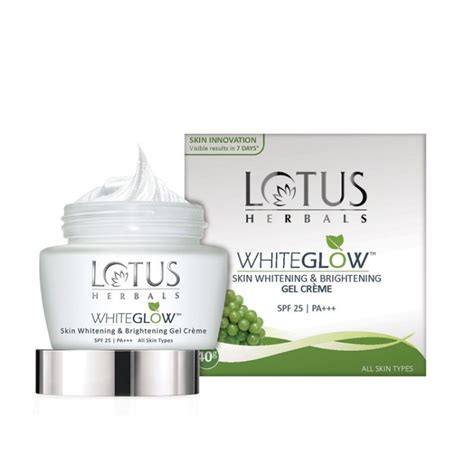 LOTUS
HERBALS
WHITEGLOW™
Skin Whitening & Brightening Gel Crème
SPF 25 | PA+++ All Skin Types
SKIN INNOVATION
Visible results in 7 DAYS*
LOTUS
HERBALS
WHITEGLOW™
SKIN WHITENING & BRIGHTENING
GEL CRÈME
SPF 25 | PA+++
40g
ALL SKIN TYPES